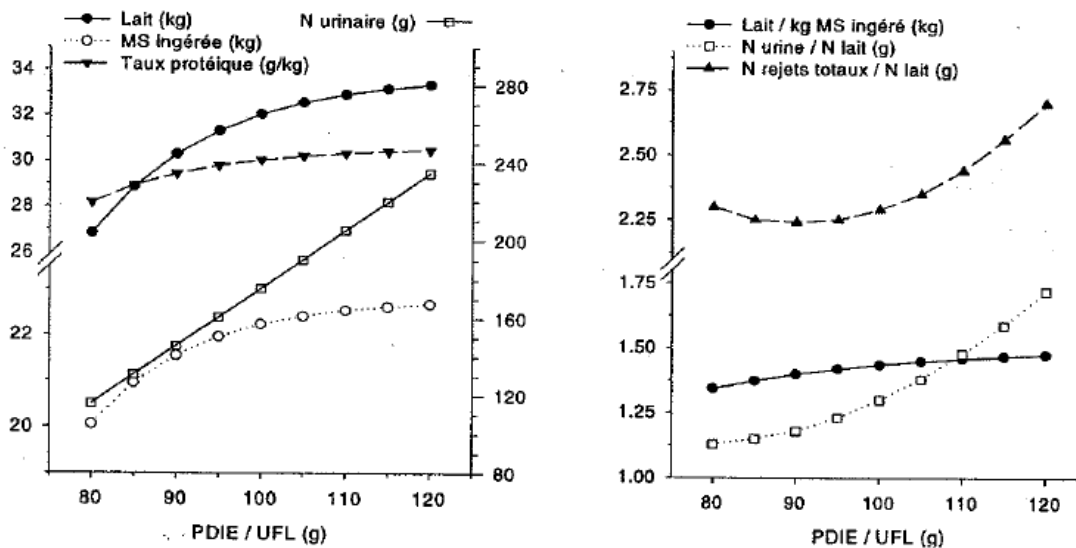 Lait (kg)
MS ingérée (kg)
Taux protéique (g/kg)
N urinaire (g)
34
32
30
28
26
22
20
280
240
200
160
120
80
80 90 100 110 120
PDIE / UFL (g)
Lait / kg MS ingéré (kg)
N urine / N lait (g)
N rejets totaux / N lait (g)
2.75
2.50
2.25
1.75
1.50
1.25
1.00
80 90 100 110 120
PDIE / UFL (g)